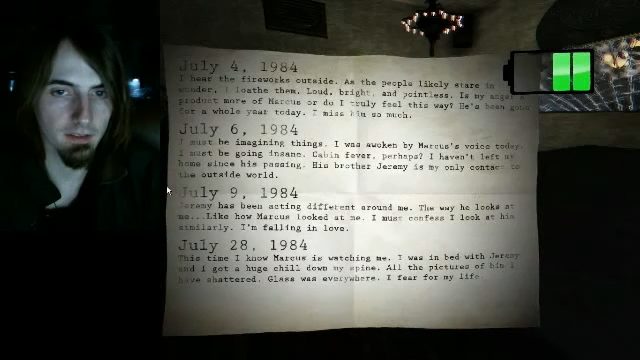 July 4, 1984
I hear the fireworks outside. As the people likely stare in
wonder, I loathe them. Loud, bright, and pointless. Is my anger a
product more of Marcus or do I truly feel this way? He's been gone
for a whole year today. I miss him so much.
July 6, 1984
I must be imagining things. I was awoken by Marcus's voice today.
I must be going insane. Cabin fever, perhaps? I haven't left my
home since his passing. His brother Jeremy is my only contact to
the outside world.
July 9, 1984
Jeremy has been acting different around me. The way he looks at
me...Like how Marcus looked at me. I must confess I look at him
similarly. I'm falling in love.
July 28, 1984
This time I know Marcus is watching me. I was in bed with Jeremy
and I got a huge chill down my spine. All the pictures of him I
have shattered. Glass was everywhere. I fear for my life.